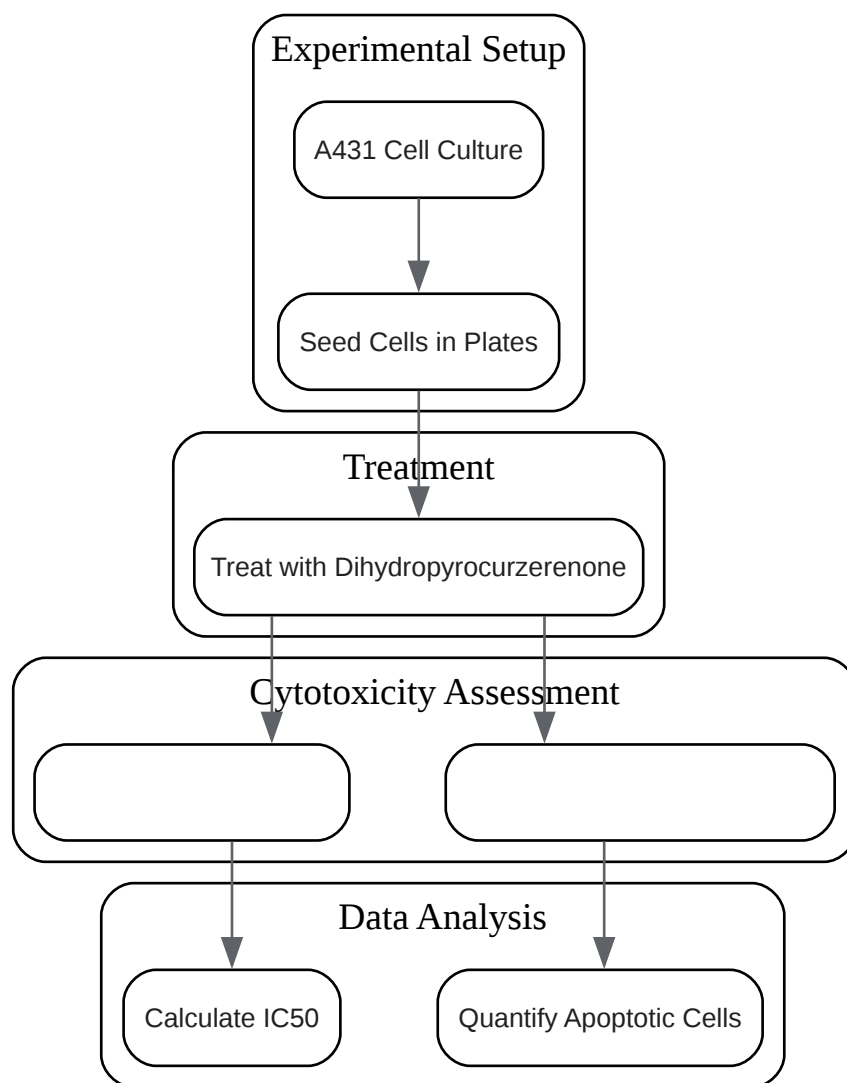 Experimental Setup
A431 Cell Culture
Seed Cells in Plates
Treatment
Treat with Dihydropyrocurzerenone
Cytotoxicity Assessment
Data Analysis
Calculate IC50
Quantify Apoptotic Cells